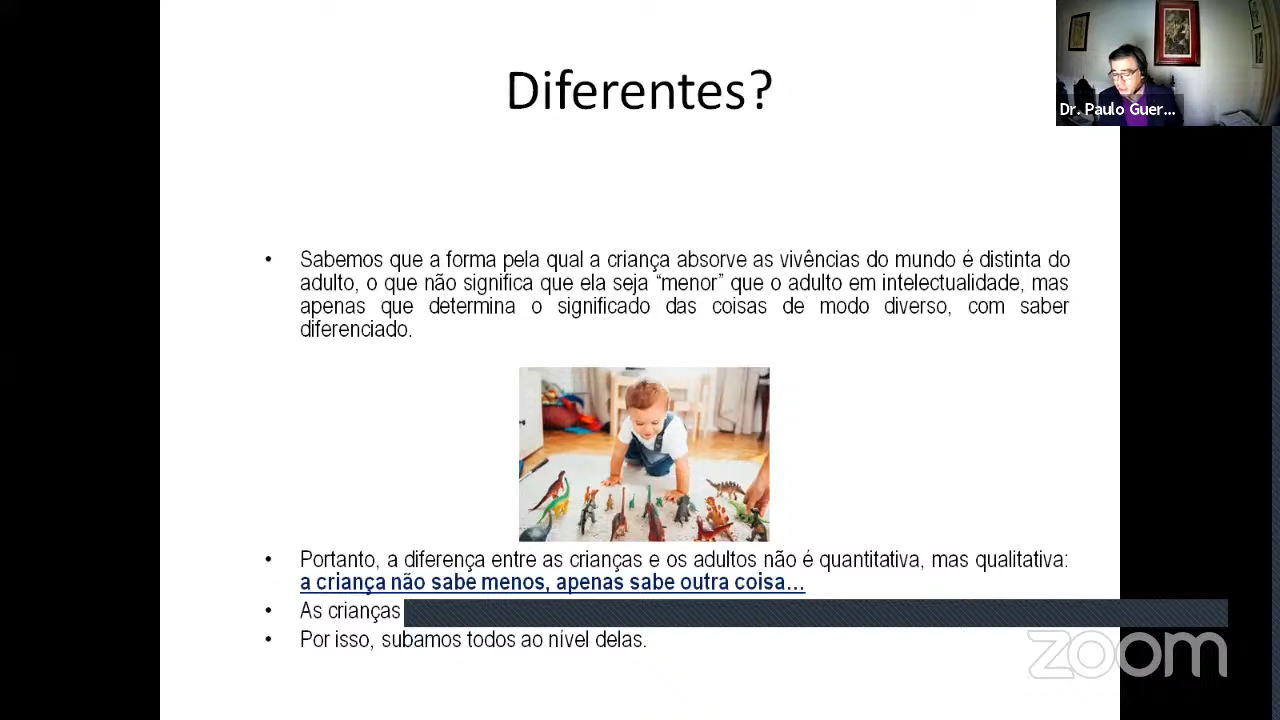 Diferentes?
Dr. Paulo Guer...
• Sabemos que a forma pela qual a criança absorve as vivências do mundo é distinta do
adulto, o que não significa que ela seja “menor” que o adulto em intelectualidade, mas
apenas que determina o significado das coisas de modo diverso, com saber
diferenciado.
• Portanto, a diferença entre as crianças e os adultos não é quantitativa, mas qualitativa:
a criança não sabe menos, apenas sabe outra coisa…
• As crianças
• Por isso, subamos todos ao nível delas.
zoom